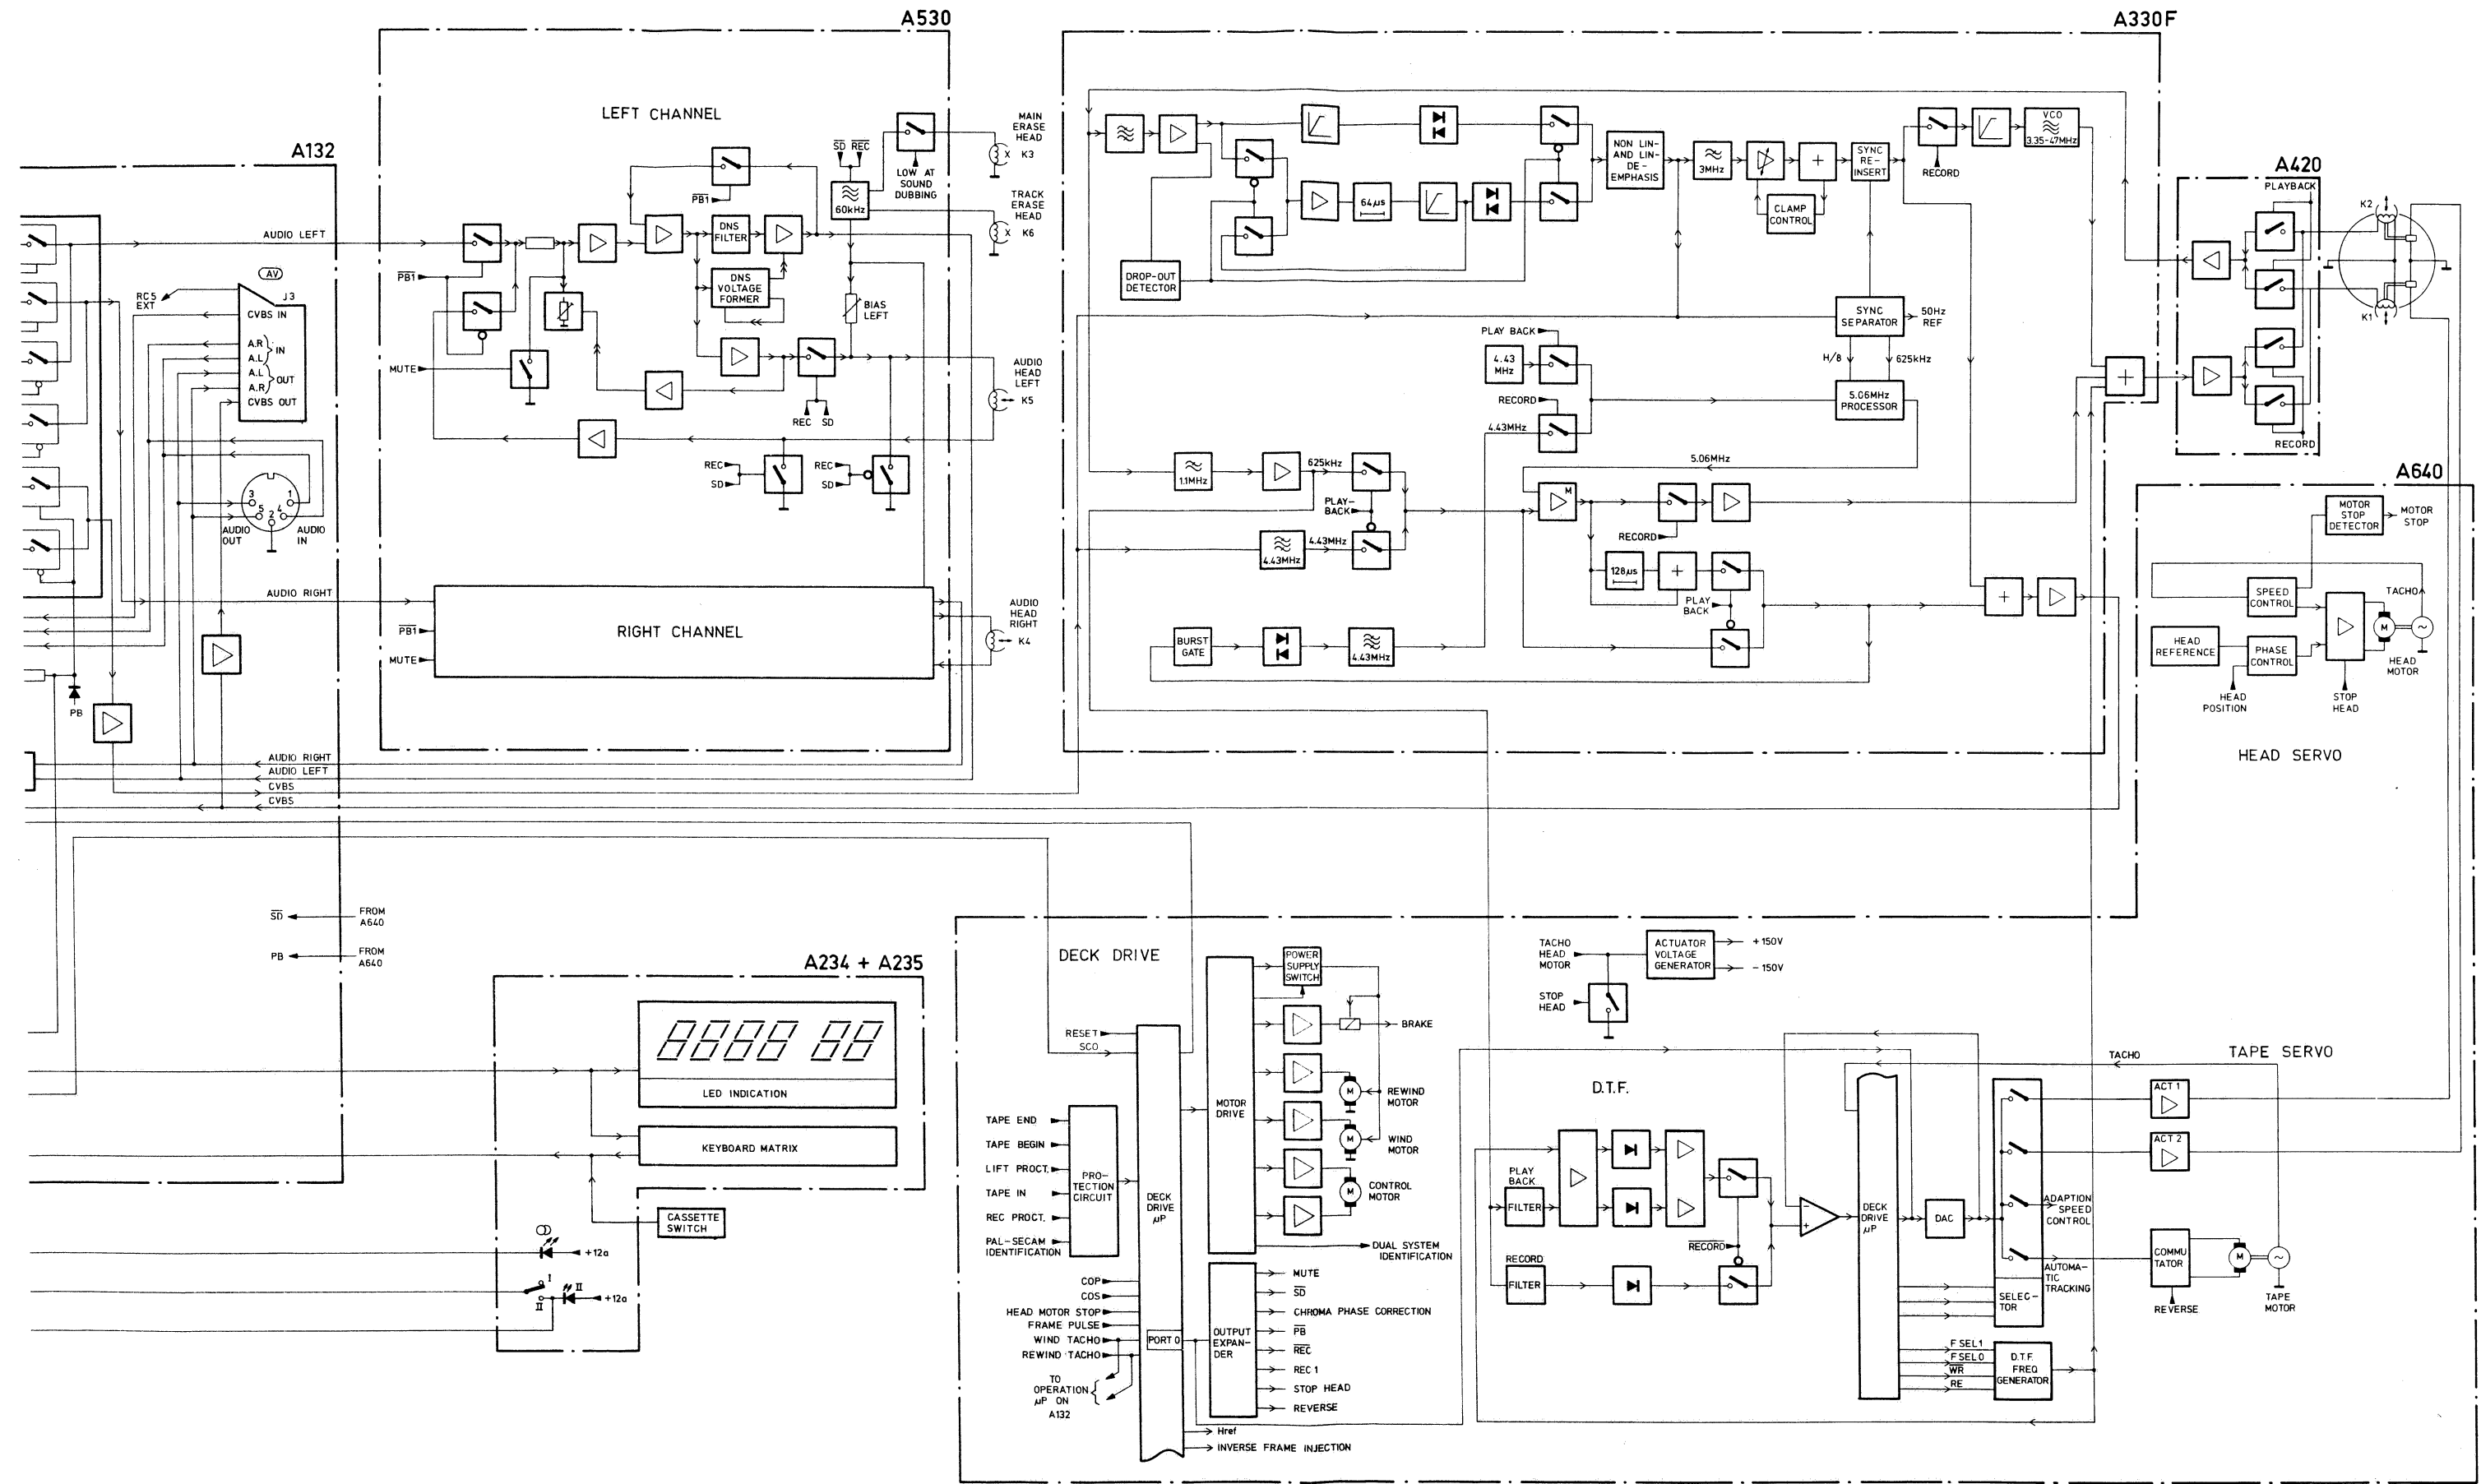 A530
LEFT CHANNEL
MAIN
ERASE
HEAD
K3
SD REC
LOW AT
SOUND
DUBBING
60kHz
TRACK
ERASE
HEAD
K6
PB1
AUDIO LEFT
PB1
DNS
FILTER
DNS
VOLTAGE
FORMER
BIAS
LEFT
MUTE
AUDIO
HEAD
LEFT
K5
REC SD
REC
SD
REC
SD
AUDIO RIGHT
PB1
MUTE
RIGHT CHANNEL
AUDIO
HEAD
RIGHT
K4
A132
AV
J3
RC5
EXT
CVBS IN
A.R
A.L
IN
A.L
A.R
OUT
CVBS OUT
3
1
5
2
4
AUDIO
OUT
AUDIO
IN
PB
AUDIO RIGHT
AUDIO LEFT
CVBS
CVBS
SD
FROM
A640
PB
FROM
A640
A330F
DROP-OUT
DETECTOR
64µs
NON LIN-
AND LIN-
DE-
EMPHASIS
3MHz
CLAMP
CONTROL
SYNC
RE-
INSERT
RECORD
VCO
3.35-47MHz
SYNC
SEPARATOR
50Hz
REF
H/8
625kHz
5.06MHz
PROCESSOR
PLAY BACK
4.43
MHz
RECORD
4.43MHz
5.06MHz
1.1MHz
625kHz
PLAY-
BACK
4.43MHz
4.43MHz
M
RECORD
128µs
PLAY
BACK
BURST
GATE
4.43MHz
A420
PLAYBACK
K2
K1
RECORD
A640
MOTOR
STOP
DETECTOR
MOTOR
STOP
SPEED
CONTROL
TACHO
HEAD
REFERENCE
PHASE
CONTROL
M
HEAD
MOTOR
HEAD
POSITION
STOP
HEAD
HEAD SERVO
A234 + A235
LED INDICATION
KEYBOARD MATRIX
CASSETTE
SWITCH
+12a
I
II
II
+12a
DECK DRIVE
RESET
SCO
TAPE END
TAPE BEGIN
LIFT PROCT.
TAPE IN
REC PROCT.
PAL-SECAM
IDENTIFICATION
PRO-
TECTION
CIRCUIT
DECK
DRIVE
µP
COP
COS
HEAD MOTOR STOP
FRAME PULSE
WIND TACHO
REWIND TACHO
TO
OPERATION
µP ON
A132
PORT 0
MOTOR
DRIVE
POWER
SUPPLY
SWITCH
BRAKE
M
REWIND
MOTOR
M
WIND
MOTOR
M
CONTROL
MOTOR
DUAL SYSTEM
IDENTIFICATION
OUTPUT
EXPAN-
DER
MUTE
SD
CHROMA PHASE CORRECTION
PB
REC
REC 1
STOP HEAD
REVERSE
Href
INVERSE FRAME INJECTION
TACHO
HEAD
MOTOR
ACTUATOR
VOLTAGE
GENERATOR
+150V
-150V
STOP
HEAD
D.T.F.
PLAY
BACK
FILTER
RECORD
FILTER
RECORD
-
+
DECK
DRIVE
µP
DAC
ADAPTION
SPEED
CONTROL
AUTOMA-
TIC
TRACKING
SELEC-
TOR
F SEL1
F SEL0
WR
RE
D.T.F.
FREQ
GENERATOR
TACHO
TAPE SERVO
ACT 1
ACT 2
COMMU
TATOR
M
REVERSE
TAPE
MOTOR